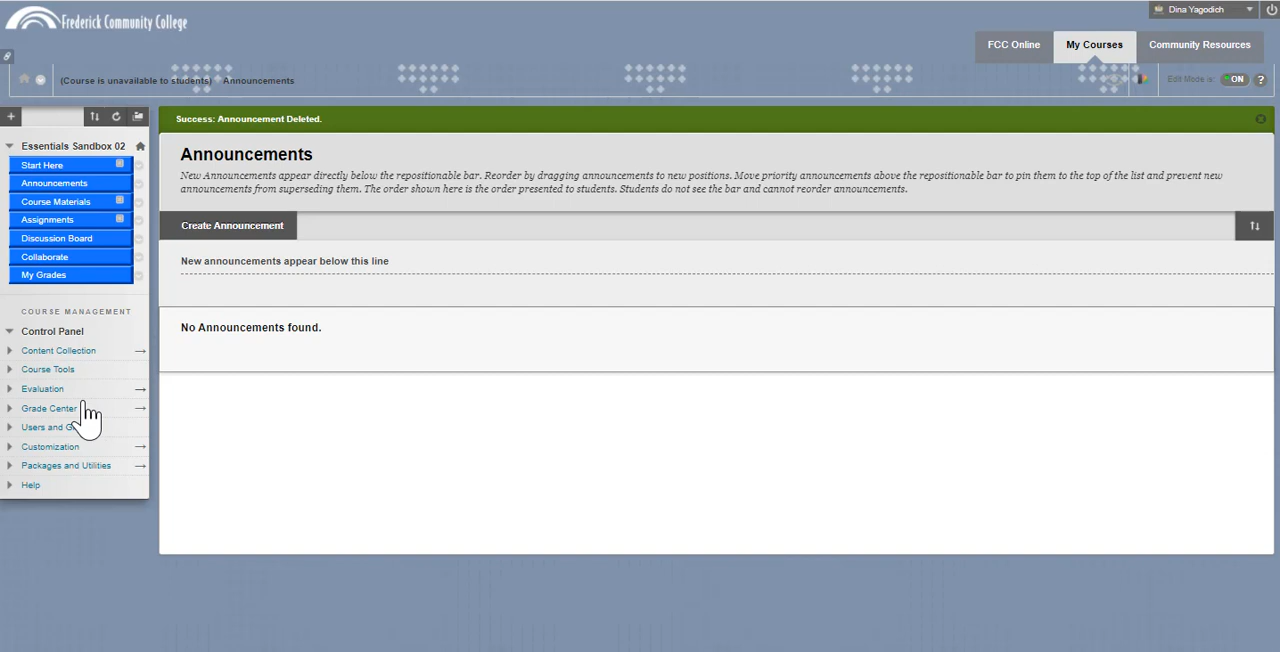 Frederick Community College
Dina Yagodich
FCC Online
My Courses
Community Resources
(Course is unavailable to students)
Announcements
Edit Mode is:
ON
?
Success: Announcement Deleted.
Essentials Sandbox 02
Start Here
Announcements
Course Materials
Assignments
Discussion Board
Collaborate
My Grades
COURSE MANAGEMENT
Control Panel
Content Collection
Course Tools
Evaluation
Grade Center
Users and G
Customization
Packages and Utilities
Help
Announcements
New Announcements appear directly below the repositionable bar. Reorder by dragging announcements to new positions. Move priority announcements above the repositionable bar to pin them to the top of the list and prevent new
announcements from superseding them. The order shown here is the order presented to students. Students do not see the bar and cannot reorder announcements.
Create Announcement
New announcements appear below this line
No Announcements found.